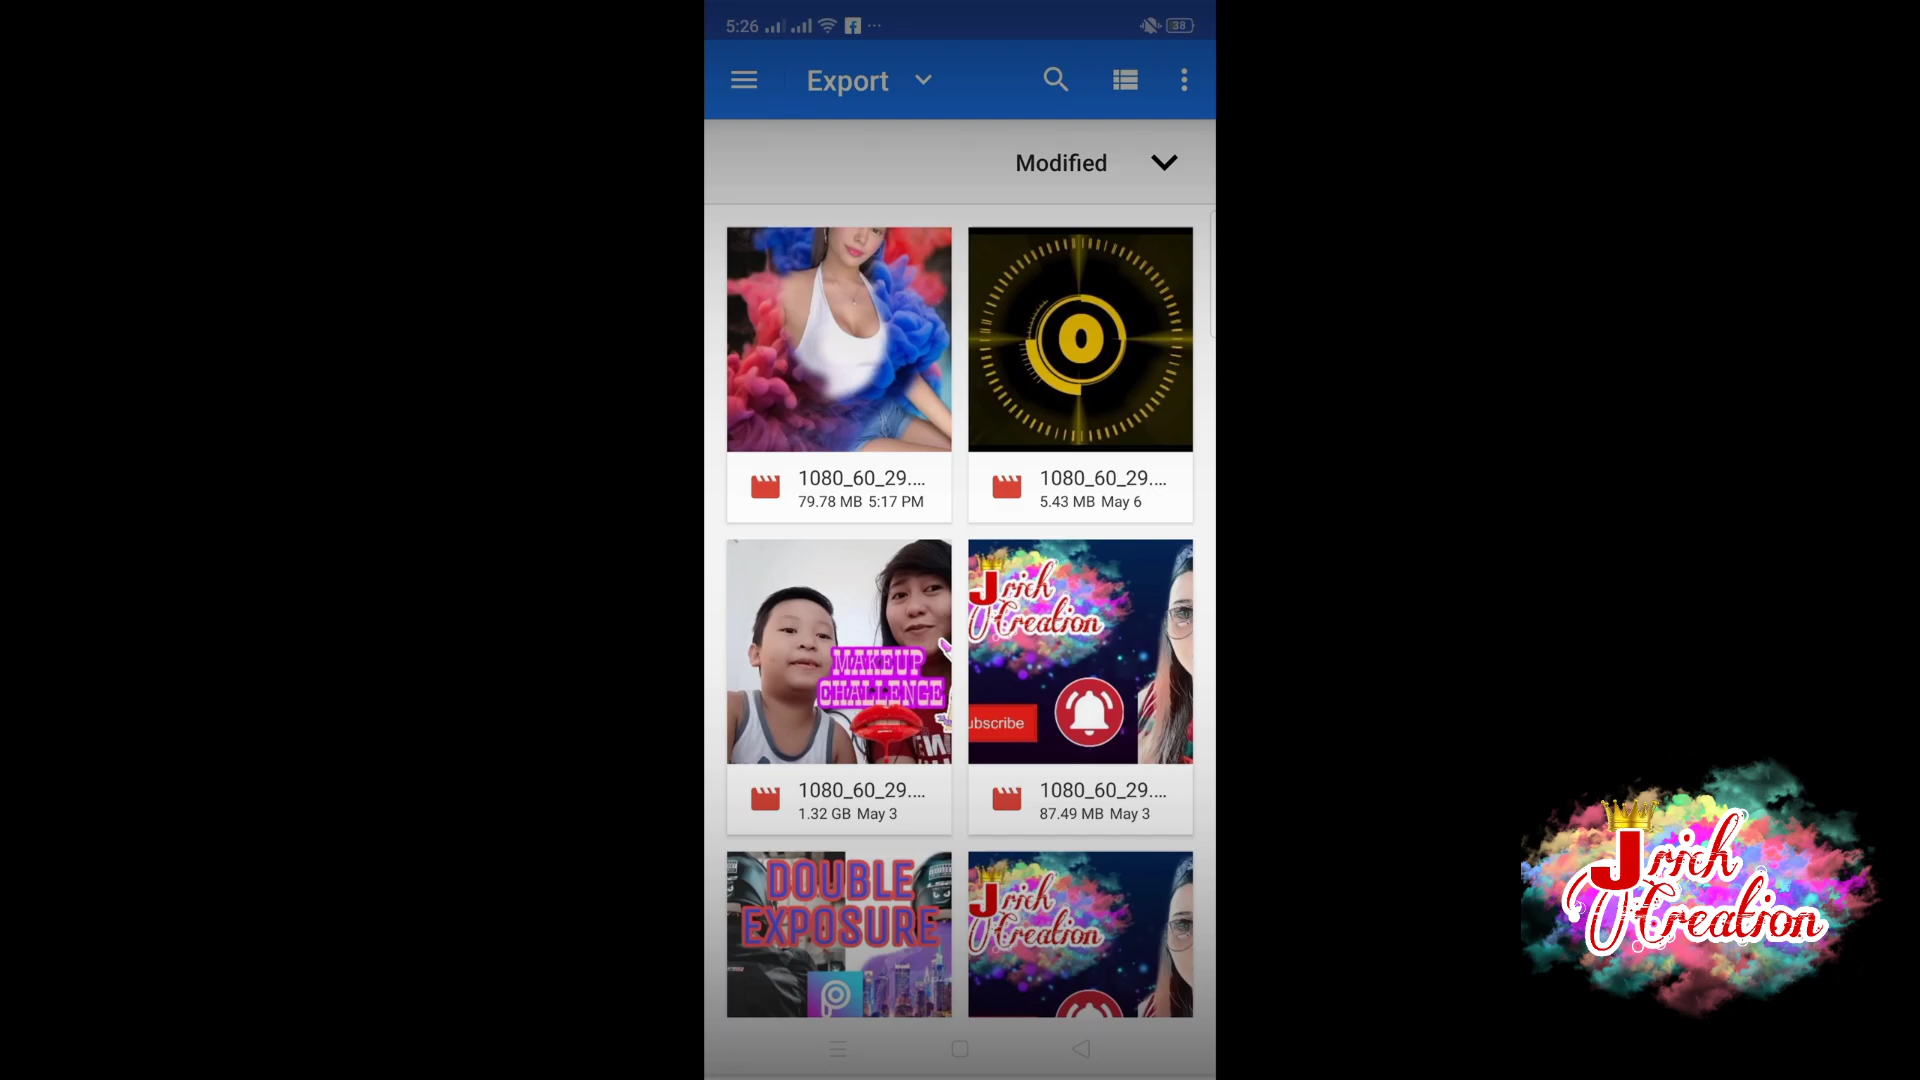 5:26
38
Export
Modified
0
1080_60_29....
79.78 MB 5:17 PM
1080_60_29....
5.43 MB May 6
MAKEUP
CHALLENGE
Jrich
Creation
ubscribe
1080_60_29....
1.32 GB May 3
1080_60_29....
87.49 MB May 3
DOUBLE
EXPOSURE
Jrich
Creation
Jrich
Creation